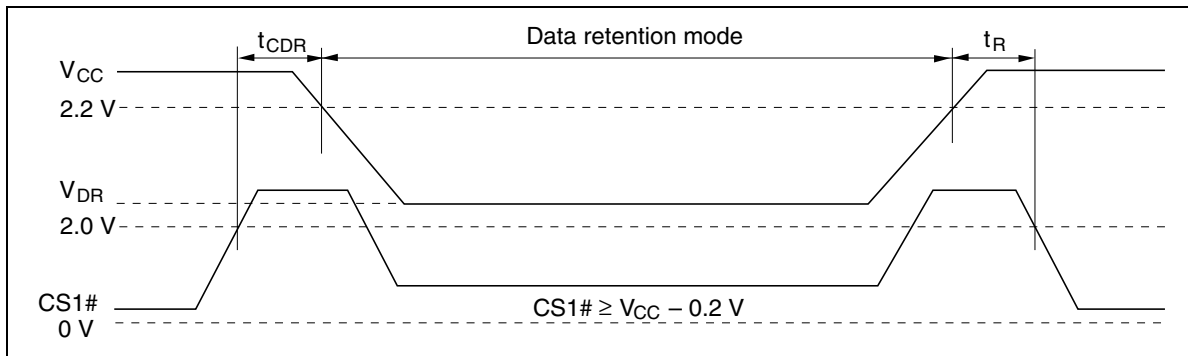 tCDR Data retention mode tR
VCC
2.2 V
VDR
2.0 V
CS1#
0 V
CS1# ≥ VCC – 0.2 V